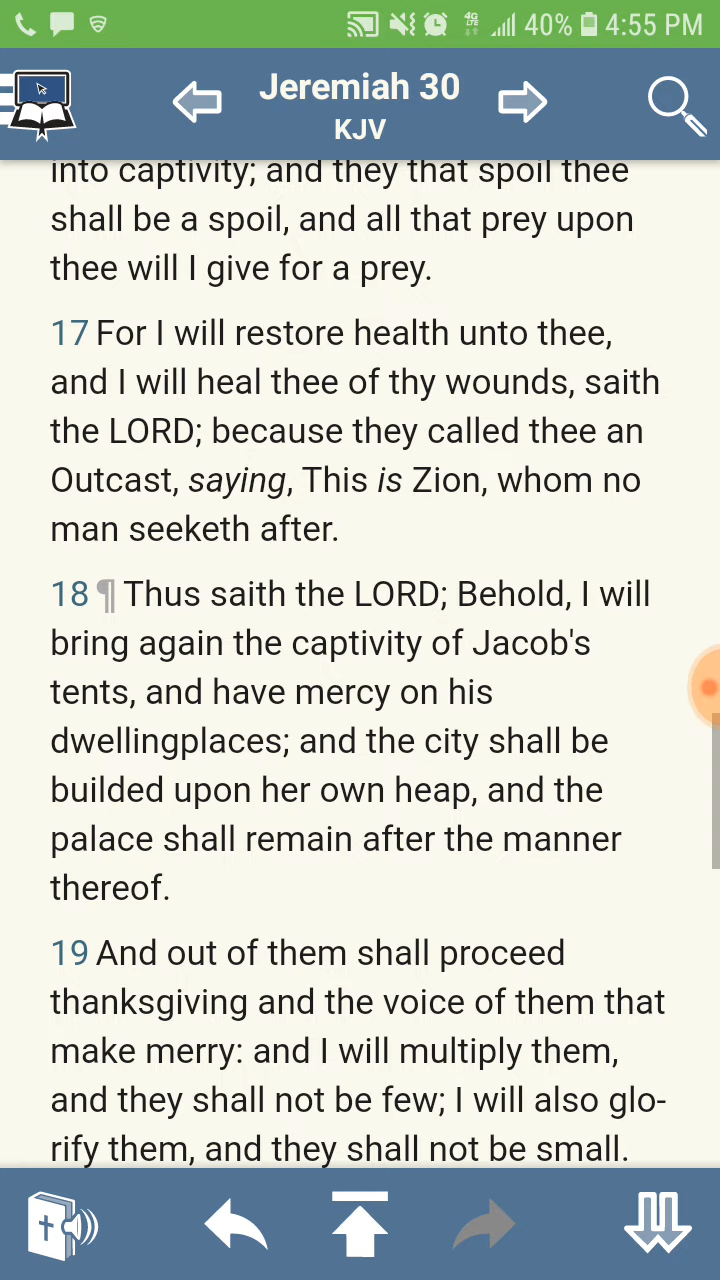 4G
LTE
40%
4:55 PM
Jeremiah 30
KJV
into captivity; and they that spoil thee
shall be a spoil, and all that prey upon
thee will I give for a prey.
17 For I will restore health unto thee,
and I will heal thee of thy wounds, saith
the LORD; because they called thee an
Outcast, saying, This is Zion, whom no
man seeketh after.
18 ¶ Thus saith the LORD; Behold, I will
bring again the captivity of Jacob's
tents, and have mercy on his
dwellingplaces; and the city shall be
builded upon her own heap, and the
palace shall remain after the manner
thereof.
19 And out of them shall proceed
thanksgiving and the voice of them that
make merry: and I will multiply them,
and they shall not be few; I will also glo-
rify them, and they shall not be small.